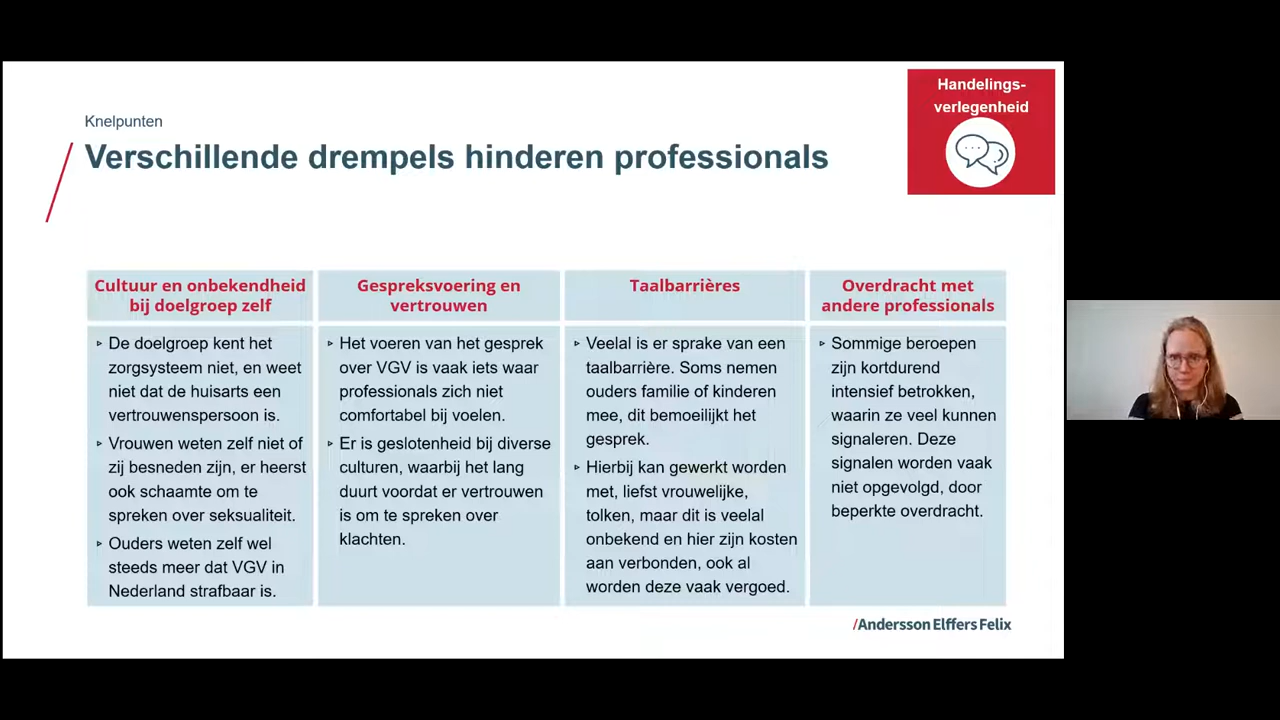 Handelings-
verlegenheid
Knelpunten
Verschillende drempels hinderen professionals
Cultuur en onbekendheid
bij doelgroep zelf
De doelgroep kent het
zorgsysteem niet, en weet
niet dat de huisarts een
vertrouwenspersoon is.
Vrouwen weten zelf niet of
zij besneden zijn, er heerst
ook schaamte om te
spreken over seksualiteit.
Ouders weten zelf wel
steeds meer dat VGV in
Nederland strafbaar is.
Gespreksvoering en
vertrouwen
Het voeren van het gesprek
over VGV is vaak iets waar
professionals zich niet
comfortabel bij voelen.
Er is geslotenheid bij diverse
culturen, waarbij het lang
duurt voordat er vertrouwen
is om te spreken over
klachten.
Taalbarrières
Veelal is er sprake van een
taalbarrière. Soms nemen
ouders familie of kinderen
mee, dit bemoeilijkt het
gesprek.
Hierbij kan gewerkt worden
met, liefst vrouwelijke,
tolken, maar dit is veelal
onbekend en hier zijn kosten
aan verbonden, ook al
worden deze vaak vergoed.
Overdracht met
andere professionals
Sommige beroepen
zijn kortdurend
intensief betrokken,
waarin ze veel kunnen
signaleren. Deze
signalen worden vaak
niet opgevolgd, door
beperkte overdracht.
/Andersson Elffers Felix